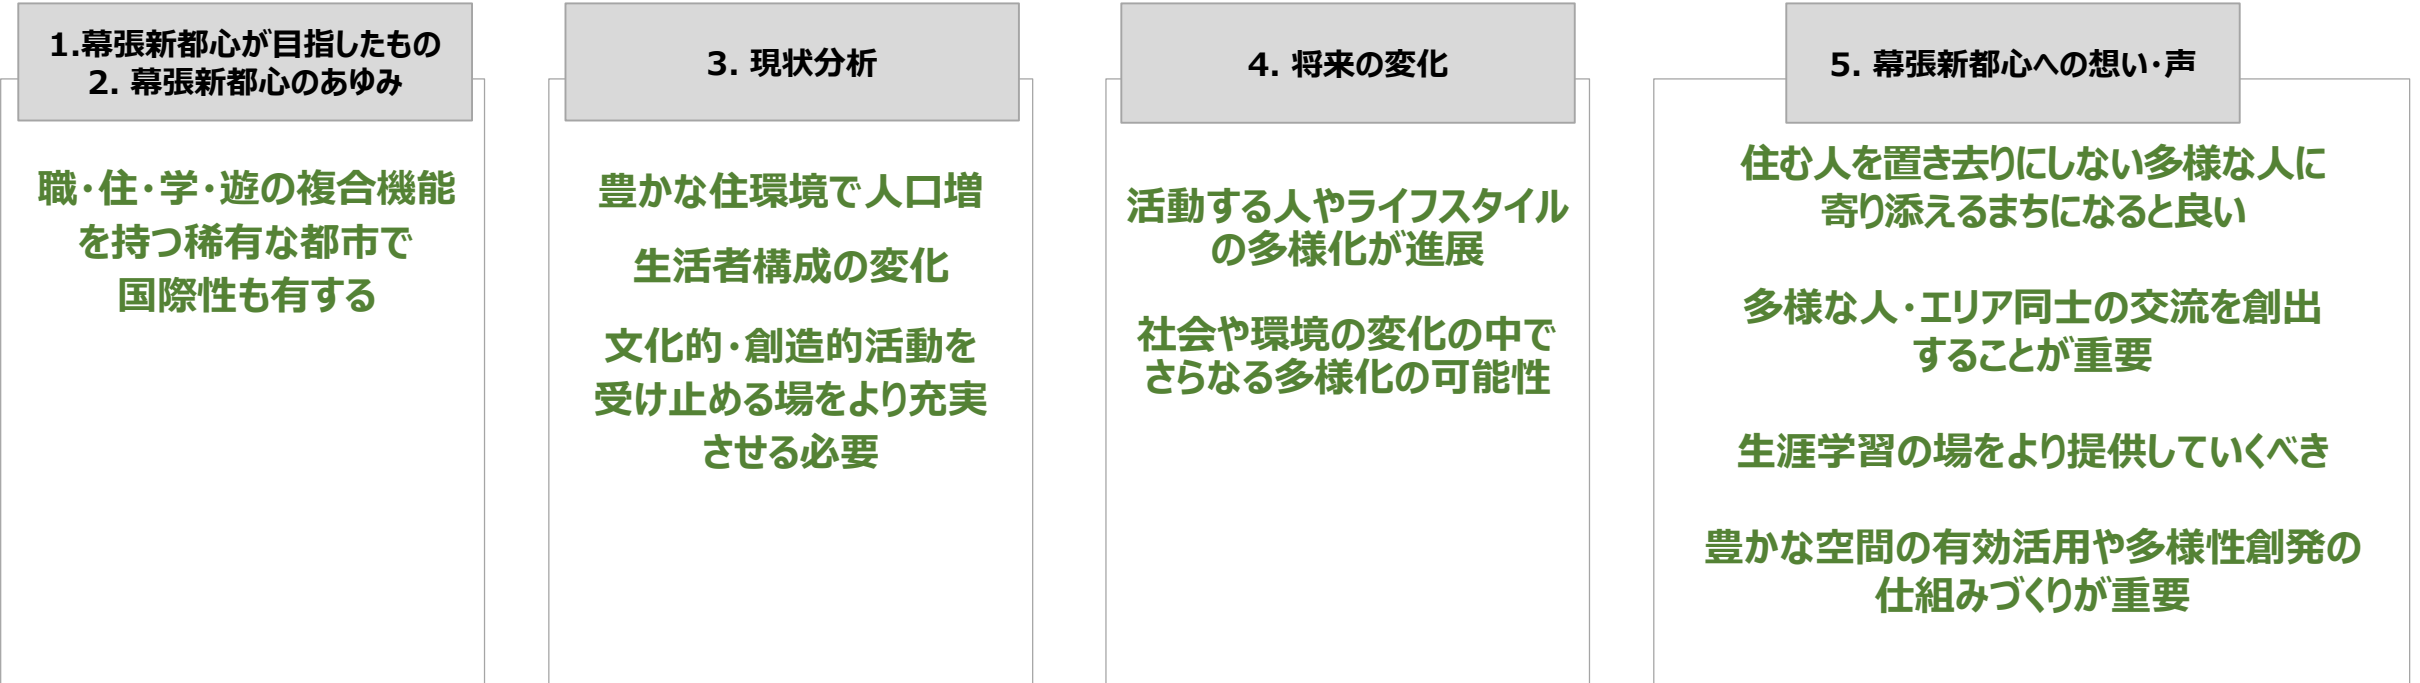 1.幕張新都心が目指したもの
2. 幕張新都心のあゆみ
職・住・学・遊の複合機能
を持つ稀有な都市で
国際性も有する
3. 現状分析
豊かな住環境で人口増
生活者構成の変化
文化的・創造的活動を
受け止める場をより充実
させる必要
4. 将来の変化
活動する人やライフスタイル
の多様化が進展
社会や環境の変化の中で
さらなる多様化の可能性
5. 幕張新都心への想い・声
住む人を置き去りにしない多様な人に
寄り添えるまちになると良い
多様な人・エリア同士の交流を創出
することが重要
生涯学習の場をより提供していくべき
豊かな空間の有効活用や多様性創発の
仕組みづくりが重要